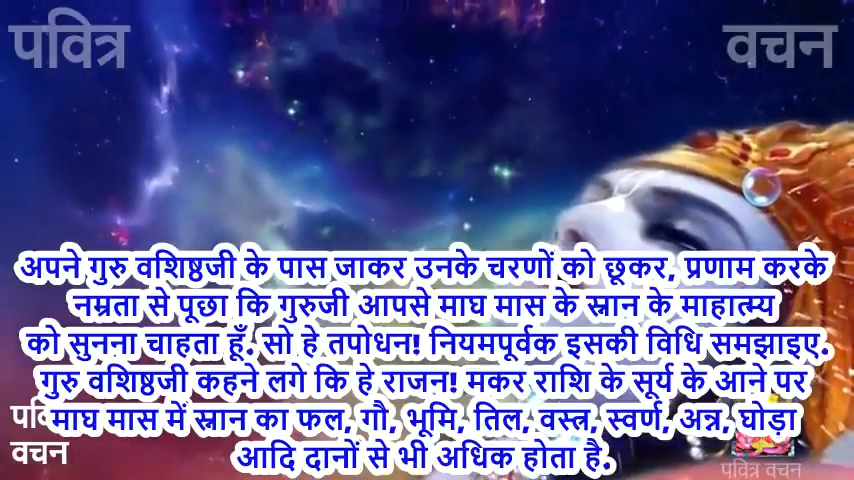 पवित्र
वचन
अपने गुरु वशिष्ठजी के पास जाकर उनके चरणों को छूकर, प्रणाम करके
नम्रता से पूछा कि गुरुजी आपसे माघ मास के स्नान के माहात्म्य
को सुनना चाहता हूँ. सो हे तपोधन! नियमपूर्वक इसकी विधि समझाइए.
गुरु वशिष्ठजी कहने लगे कि हे राजन! मकर राशि के सूर्य के आने पर
माघ मास में स्नान का फल, गौ, भूमि, तिल, वस्त्र, स्वर्ण, अन्न, घोड़ा
आदि दानों से भी अधिक होता है.
वचन
पवित्र वचन